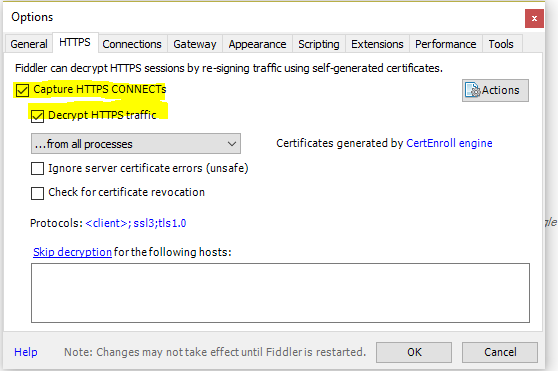 Options
General HTTPS Connections Gateway Appearance Scripting Extensions Performance Tools
Fiddler can decrypt HTTPS sessions by re-signing traffic using self-generated certificates.
Capture HTTPS CONNECTs
Actions
Decrypt HTTPS traffic
...from all processes
Certificates generated by CertEnroll engine
Ignore server certificate errors (unsafe)
Check for certificate revocation
Protocols: <client>;ssl3;tls1.0
Skip decryption for the following hosts:
Help Note: Changes may not take effect until Fiddler is restarted. OK Cancel